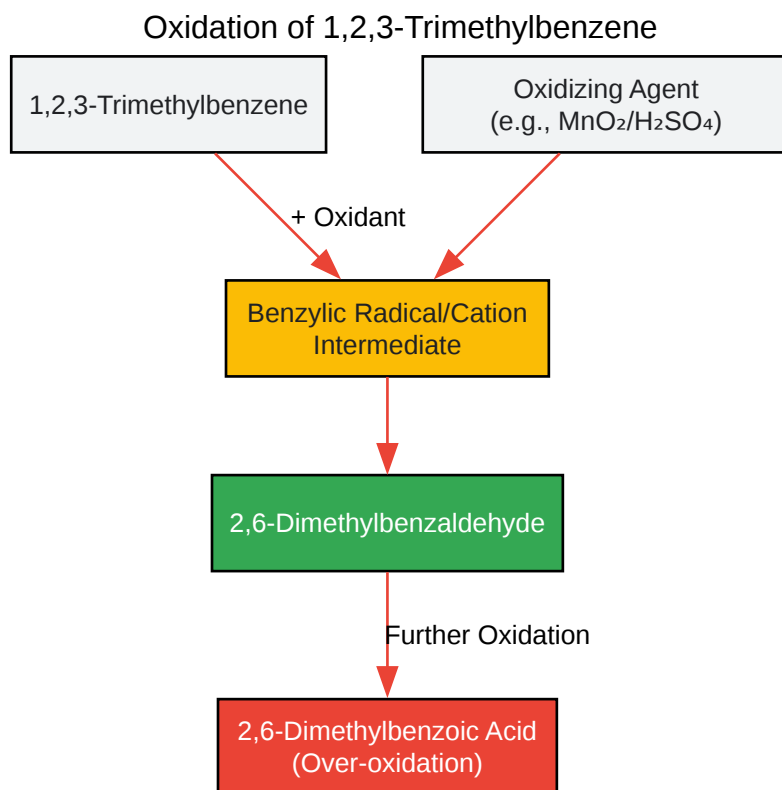 Oxidation of 1,2,3-Trimethylbenzene
1,2,3-Trimethylbenzene
Oxidizing Agent
(e.g., MnO₂/H₂SO₄)
+ Oxidant
Benzylic Radical/Cation
Intermediate
2,6-Dimethylbenzaldehyde
Further Oxidation
2,6-Dimethylbenzoic Acid
(Over-oxidation)